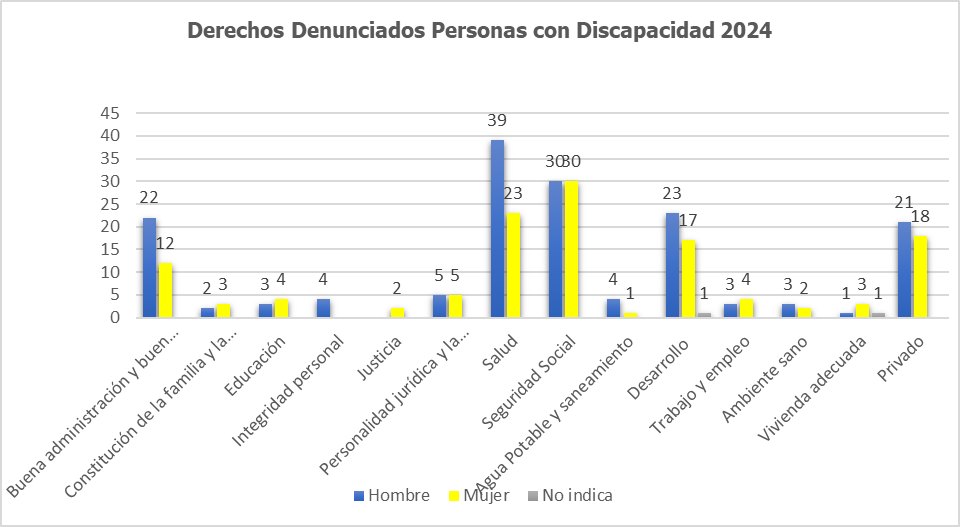 Derechos Denunciados Personas con Discapacidad 2024
45
40
35
30
25
20
15
10
5
0
22
12
2
3
3
4
4
2
5
5
39
23
30
30
4
1
23
17
1
3
4
3
2
1
3
1
21
18
Buena administración y buen...
Constitución de la familia y la...
Educación
Integridad personal
Justicia
Personalidad jurídica y la...
Salud
Seguridad Social
Agua Potable y saneamiento
Desarrollo
Trabajo y empleo
Ambiente sano
Vivienda adecuada
Privado
Hombre Mujer No indica